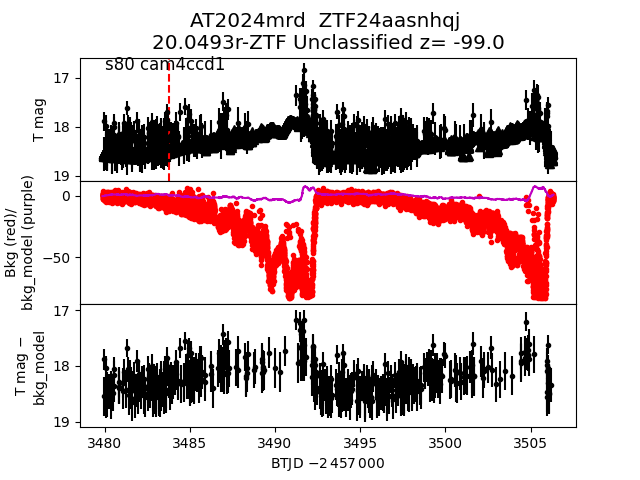 AT2024mrd ZTF24aasnhqj
20.0493r-ZTF Unclassified z= -99.0
s80 cam4ccd1
17
18
19
T mag
0
−50
Bkg (red)/
bkg_model (purple)
17
18
19
T mag −
bkg_model
3480 3485 3490 3495 3500 3505
BTJD −2 457 000